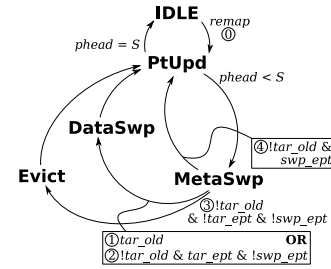 IDLE
remap
⓪
phead = S
PtUpd
phead < S
DataSwp
④!tar_old &
swp_ept
Evict
MetaSwp
③!tar_old
& !tar_ept & !swp_ept
①tar_old OR
②!tar_old & tar_ept & !swp_ept